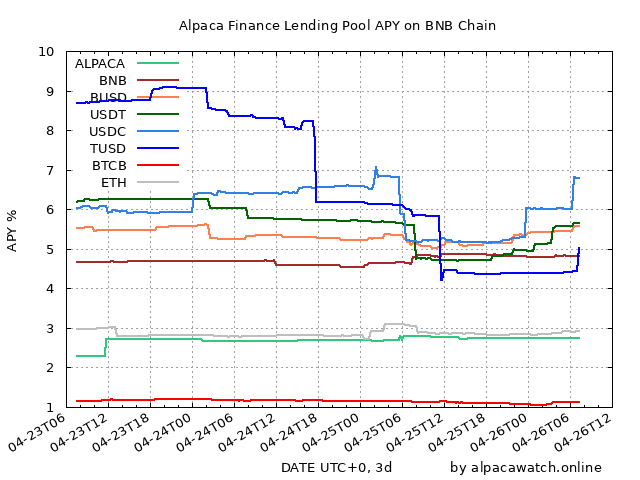 Alpaca Finance Lending Pool APY on BNB Chain
10
9
8
7
6
5
4
3
2
1
APY %
ALPACA
BNB
BUSD
USDT
USDC
TUSD
BTCB
ETH
04-23T06
04-23T12
04-23T18
04-24T00
04-24T06
04-24T12
04-24T18
04-25T00
04-25T06
04-25T12
04-25T18
04-26T00
04-26T06
04-26T12
DATE UTC+0, 3d
by alpacawatch.online